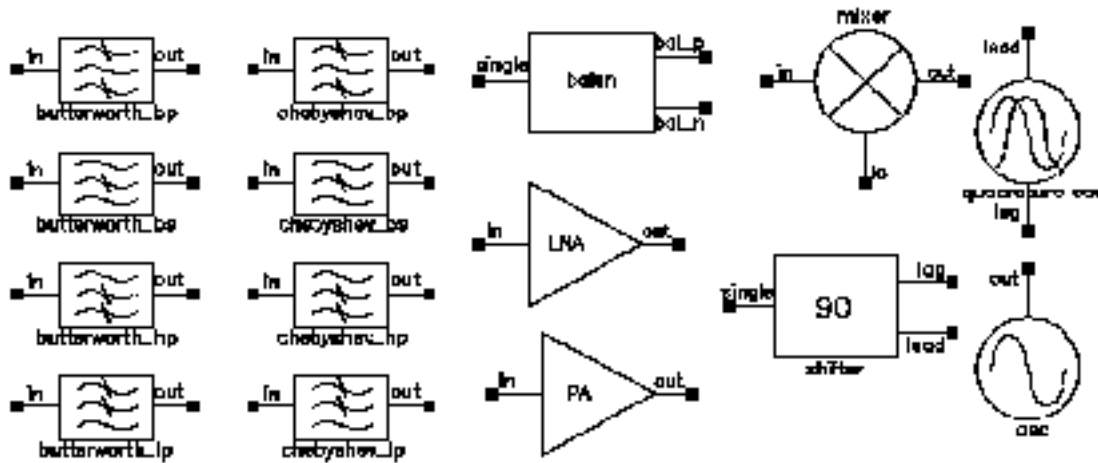 in
out
butterworth_bp
in
out
chebyshev_bp
single
balun
bal_p
bal_n
mixer
in
out
lo
lead
lag
in
out
butterworth_bs
in
out
chebyshev_bs
in
LNA
out
in
out
butterworth_hp
in
out
chebyshev_hp
single
90
lag
lead
shifter
out
osc
in
out
butterworth_lp
in
out
chebyshev_lp
in
PA
out